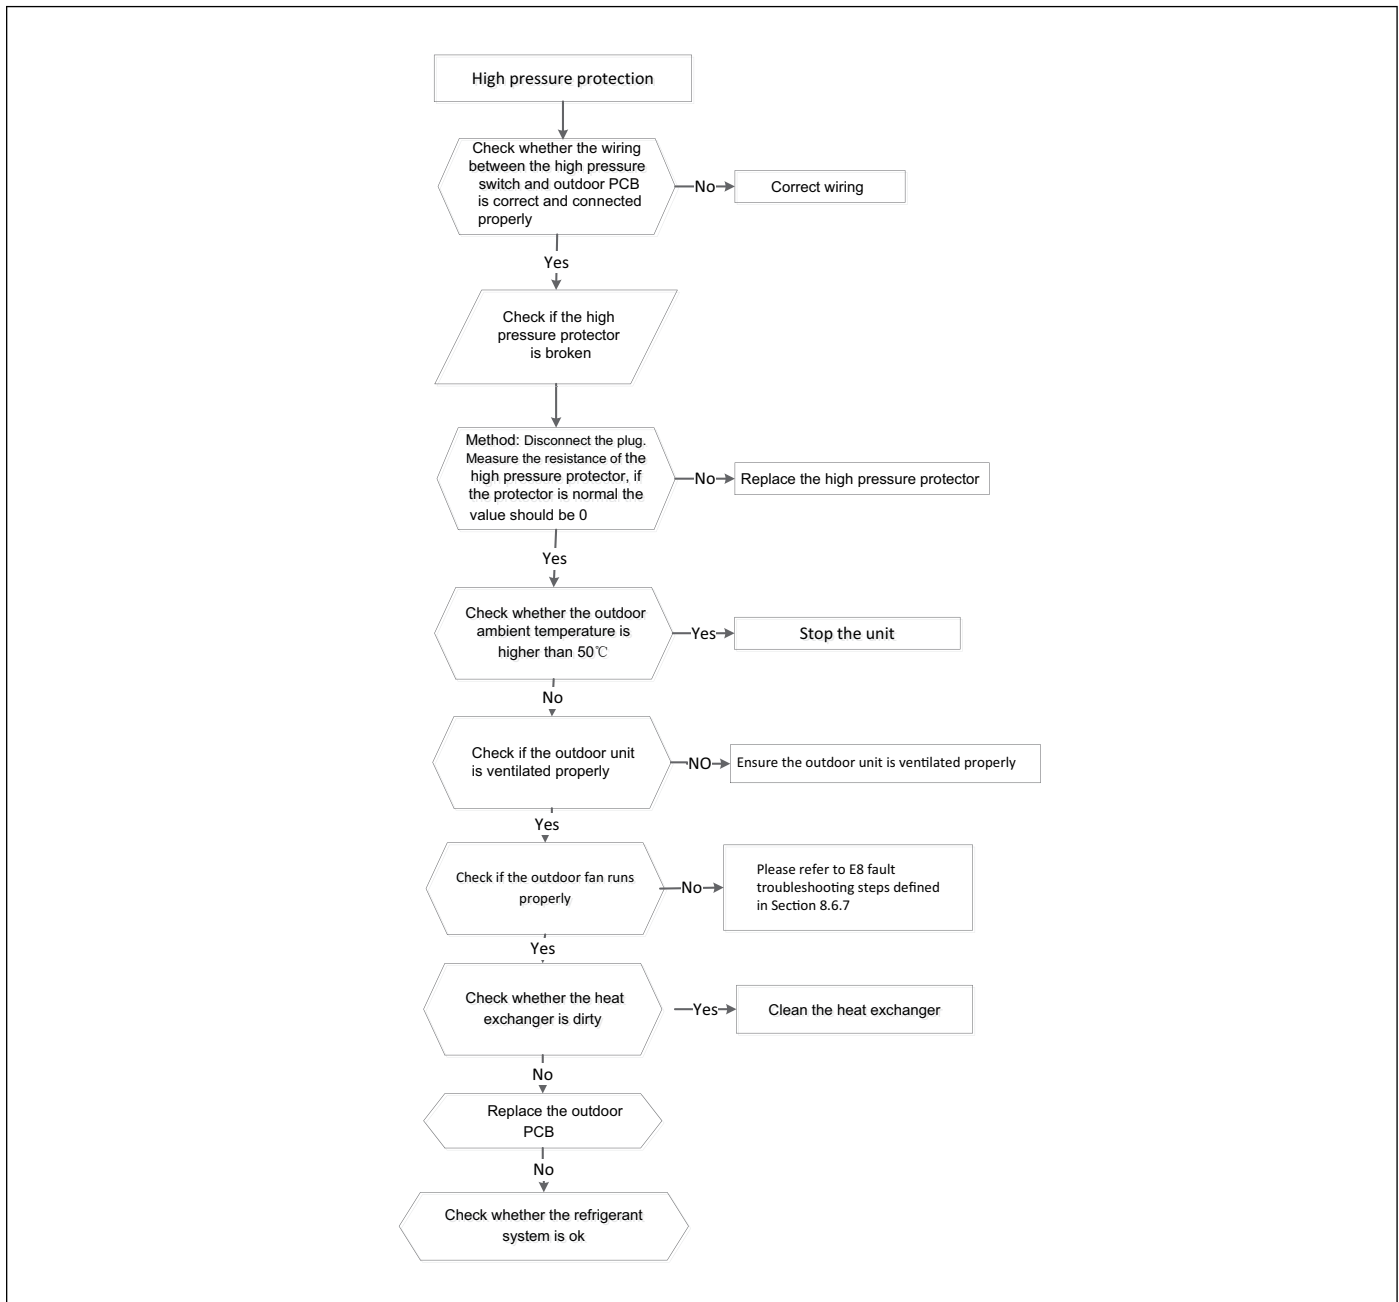 High pressure protection
Check whether the wiring
between the high pressure
switch and outdoor PCB
is correct and connected
properly
No
Correct wiring
Yes
Check if the high
pressure protector
is broken
Method: Disconnect the plug.
Measure the resistance of the
high pressure protector, if
the protector is normal the
value should be 0
No
Replace the high pressure protector
Yes
Check whether the outdoor
ambient temperature is
higher than 50℃
Yes
Stop the unit
No
Check if the outdoor unit
is ventilated properly
NO
Ensure the outdoor unit is ventilated properly
Yes
Check if the outdoor fan runs
properly
No
Please refer to E8 fault
troubleshooting steps defined
in Section 8.6.7
Yes
Check whether the heat
exchanger is dirty
Yes
Clean the heat exchanger
No
Replace the outdoor
PCB
No
Check whether the refrigerant
system is ok